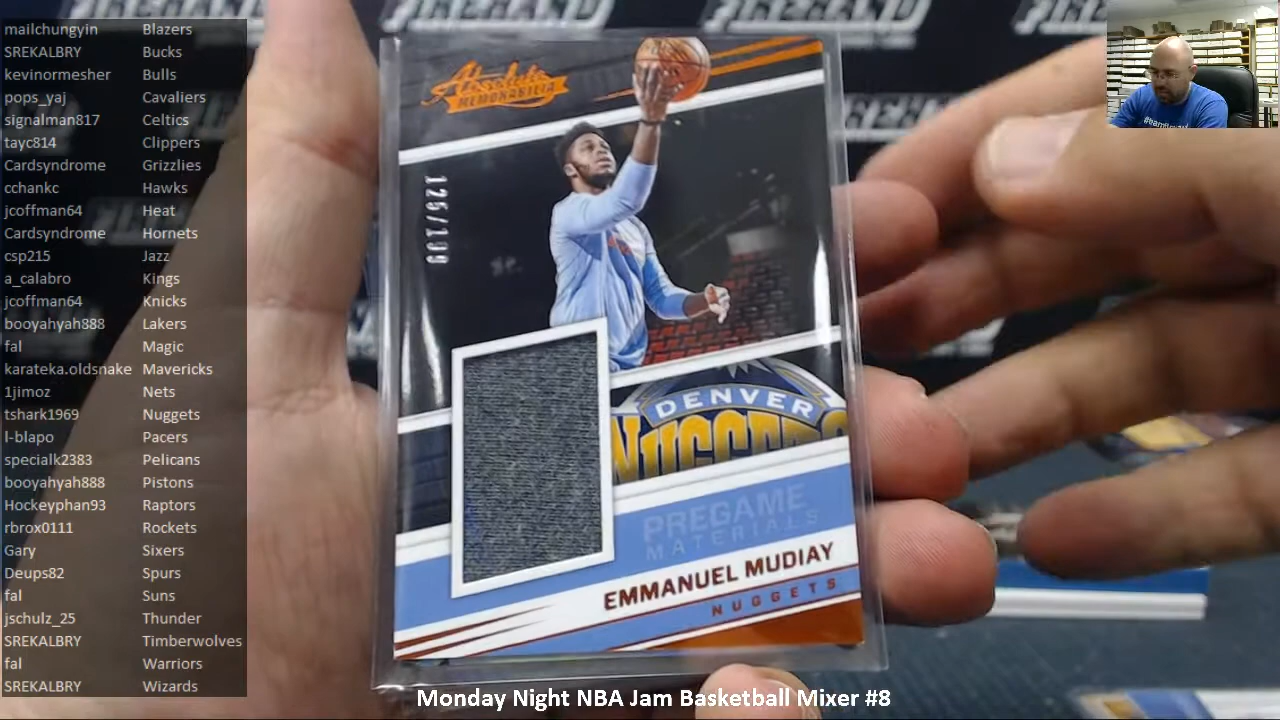 mailchungyin Blazers
SREKALBRY Bucks
kevinormesher Bulls
pops_yaj Cavaliers
signalman817 Celtics
tayc814 Clippers
Cardsyndrome Grizzlies
cchankc Hawks
jcoffman64 Heat
Cardsyndrome Hornets
csp215 Jazz
a_calabro Kings
jcoffman64 Knicks
booyahyah888 Lakers
fal Magic
karateka.oldsnake Mavericks
1jimoz Nets
tshark1969 Nuggets
l-blapo Pacers
specialk2383 Pelicans
booyahyah888 Pistons
Hockeyphan93 Raptors
rbrox0111 Rockets
Gary Sixers
Deups82 Spurs
fal Suns
jschulz_25 Thunder
SREKALBRY Timberwolves
fal Warriors
SREKALBRY Wizards
Absolute
MEMORABILIA
125/199
DENVER
NUGGETS
PREGAME
MATERIALS
EMMANUEL MUDIAY
NUGGETS
Monday Night NBA Jam Basketball Mixer #8